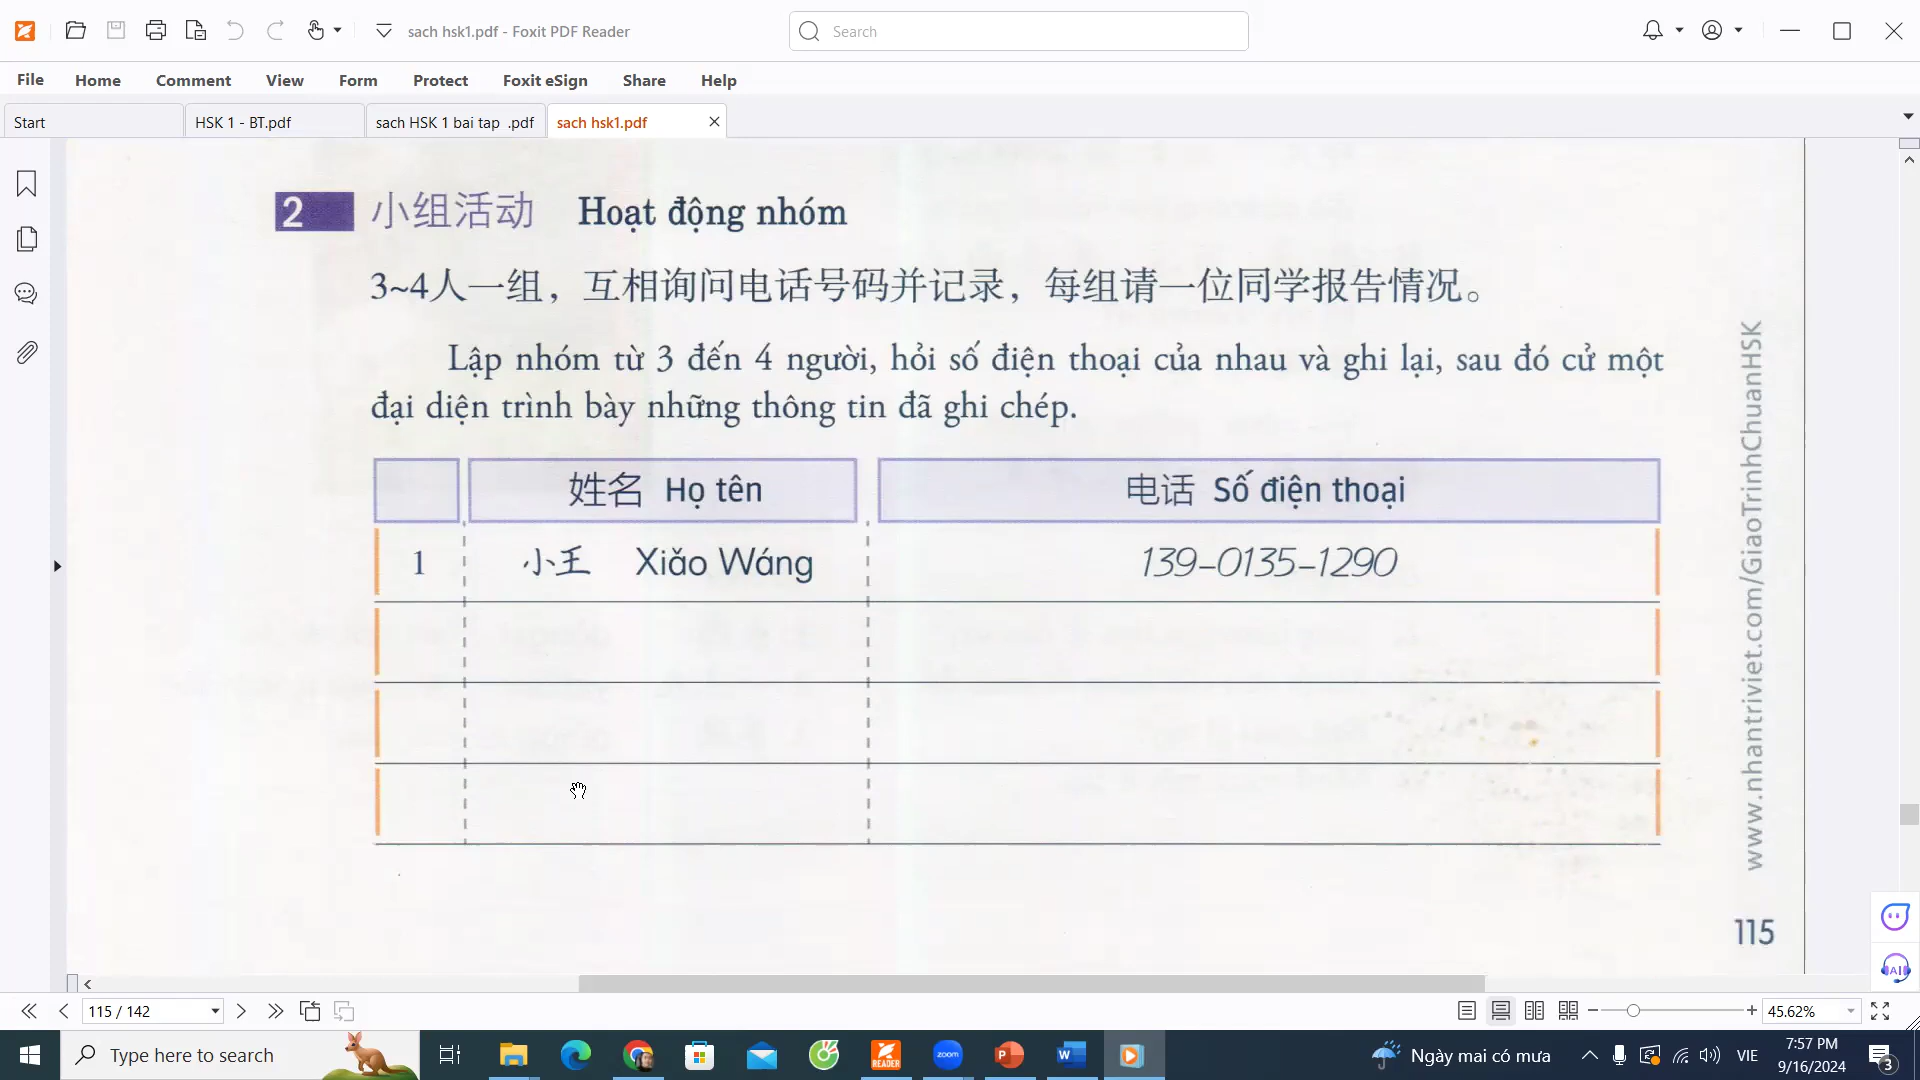 sach hsk1.pdf - Foxit PDF Reader
Search
File Home Comment View Form Protect Foxit eSign Share Help
Start HSK 1 - BT.pdf sach HSK 1 bai tap .pdf sach hsk1.pdf
2 小组活动 Hoạt động nhóm
3~4人一组，互相询问电话号码并记录，每组请一位同学报告情况。
Lập nhóm từ 3 đến 4 người, hỏi số điện thoại của nhau và ghi lại, sau đó cử một
đại diện trình bày những thông tin đã ghi chép.
姓名 Họ tên 电话 Số điện thoại
1 小王 Xiǎo Wáng 139-0135-1290
www.nhantriviet.com/GiaoTrinhChuanHSK
115
AI
115 / 142
45.62%
Type here to search
READER
zoom
Ngày mai có mưa
VIE
7:57 PM
9/16/2024
3